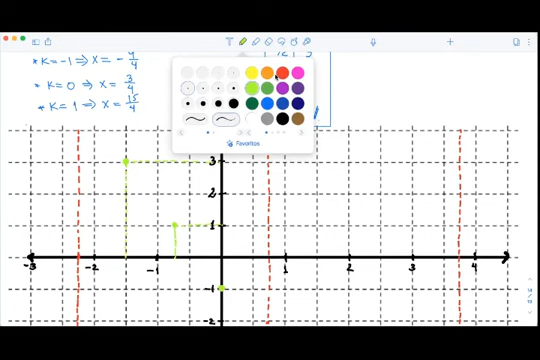 * K = -1 ⇒ X = - 9/4
* K = 0 ⇒ X = 3/4
* K = 1 ⇒ X = 15/4
Favoritos
3
2
1
-3 -2 -1 1 2 3 4
-1
-2